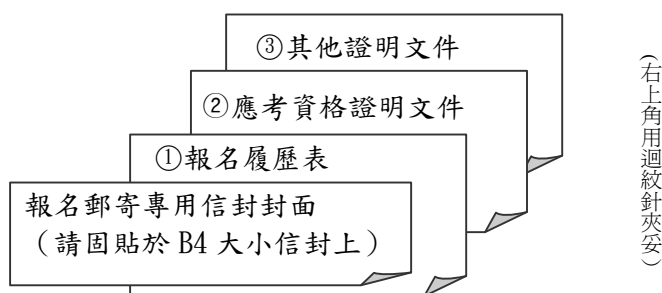 ③其他證明文件
②應考資格證明文件
①報名履歷表
報名郵寄專用信封封面
（請固貼於 B4 大小信封上）
(右上角用迴紋針夾妥)